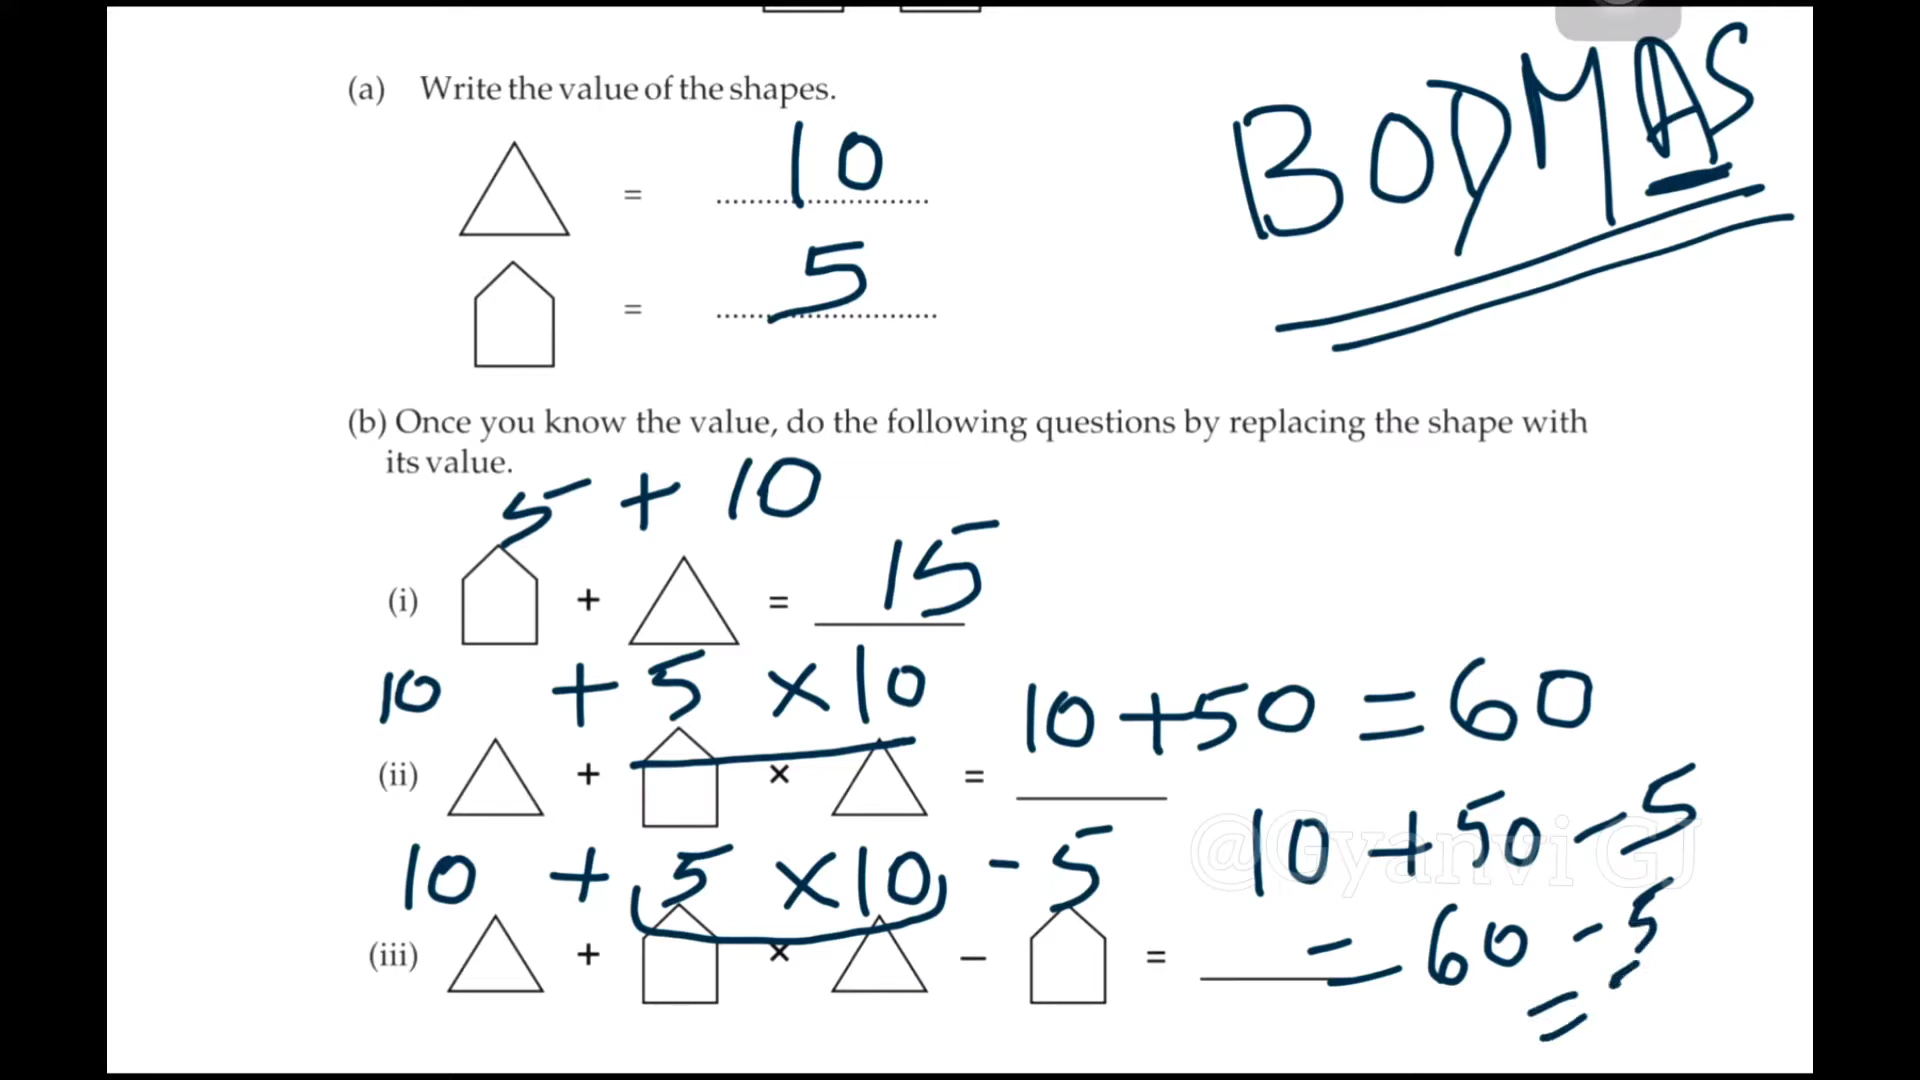 BODMAS
(a) Write the value of the shapes.
= 10
= 5
(b) Once you know the value, do the following questions by replacing the shape with
its value.
5 + 10
(i) + = 15
10 + 5 × 10
10 + 50 = 60
(ii) + × =
10 + 5 × 10 - 5
10 + 50 - 5
@Gyanvi GJ
= 60 - 5
(iii) + × − =
=